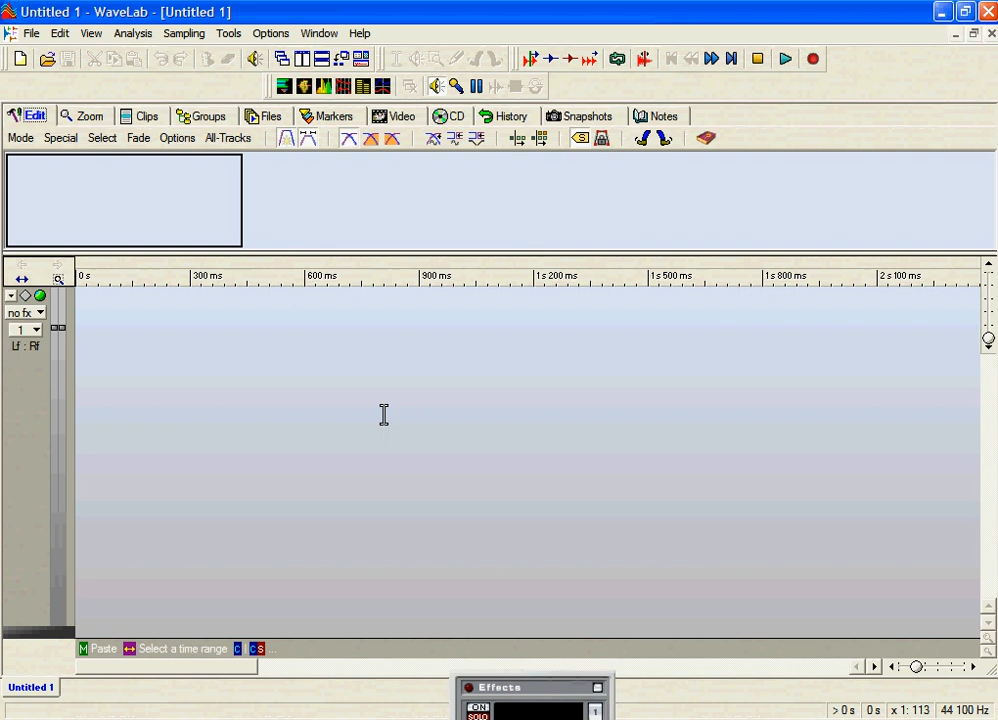 Untitled 1 - WaveLab - [Untitled 1]
File Edit View Analysis Sampling Tools Options Window Help
Edit Zoom Clips Groups Files Markers Video CD History Snapshots Notes
Mode Special Select Fade Options All-Tracks
0 s 300 ms 600 ms 900 ms 1 s 200 ms 1 s 500 ms 1 s 800 ms 2 s 100 ms
no fx
1
Lf : Rf
M Paste Select a time range C C S ...
Untitled 1
Effects
ON
SOLO
1
> 0 s 0 s x 1: 113 44 100 Hz